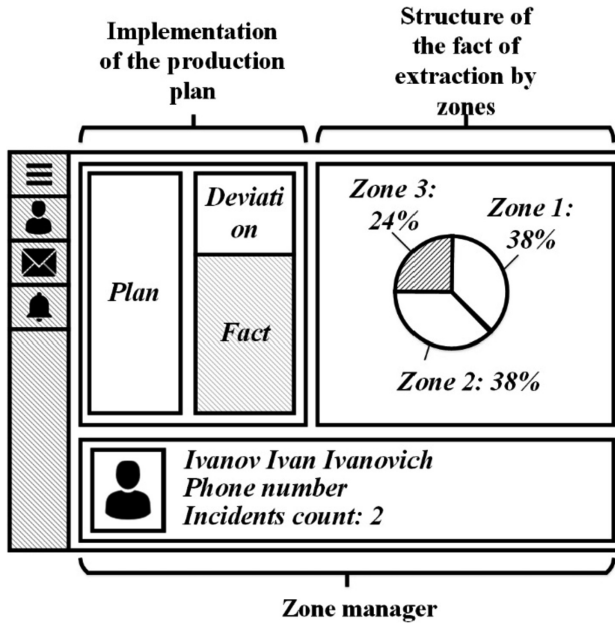 Implementation
of the production
plan
Structure of
the fact of
extraction by
zones
Plan
Deviati
on
Fact
Zone 3:
24%
Zone 1:
38%
Zone 2: 38%
Ivanov Ivan Ivanovich
Phone number
Incidents count: 2
Zone manager